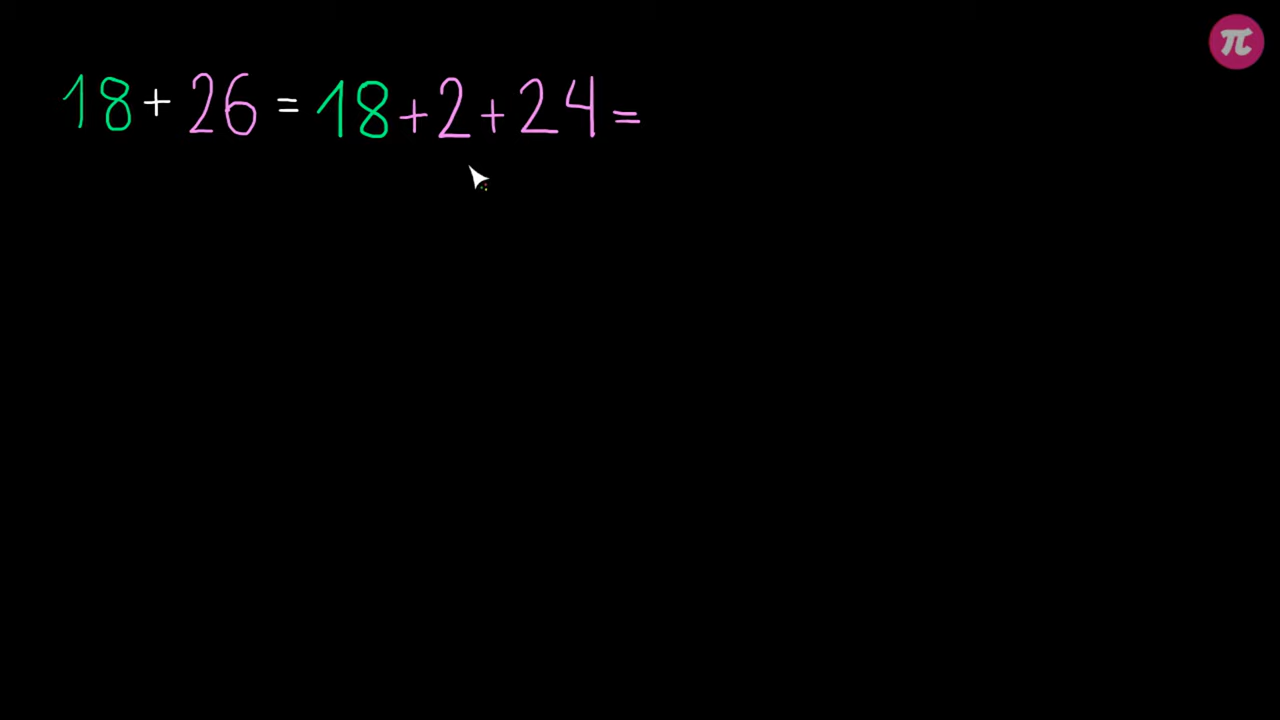 18 + 26 = 18 + 2 + 24 =
π